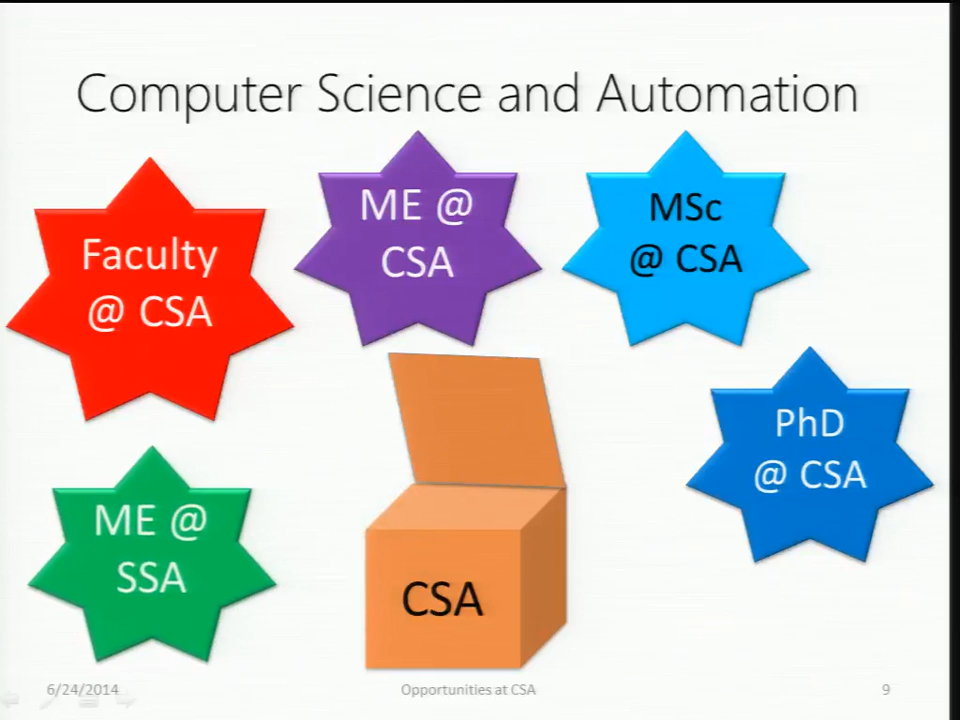 Computer Science and Automation
Faculty
@ CSA
ME @
CSA
MSc
@ CSA
PhD
@ CSA
ME @
SSA
CSA
6/24/2014
Opportunities at CSA
9